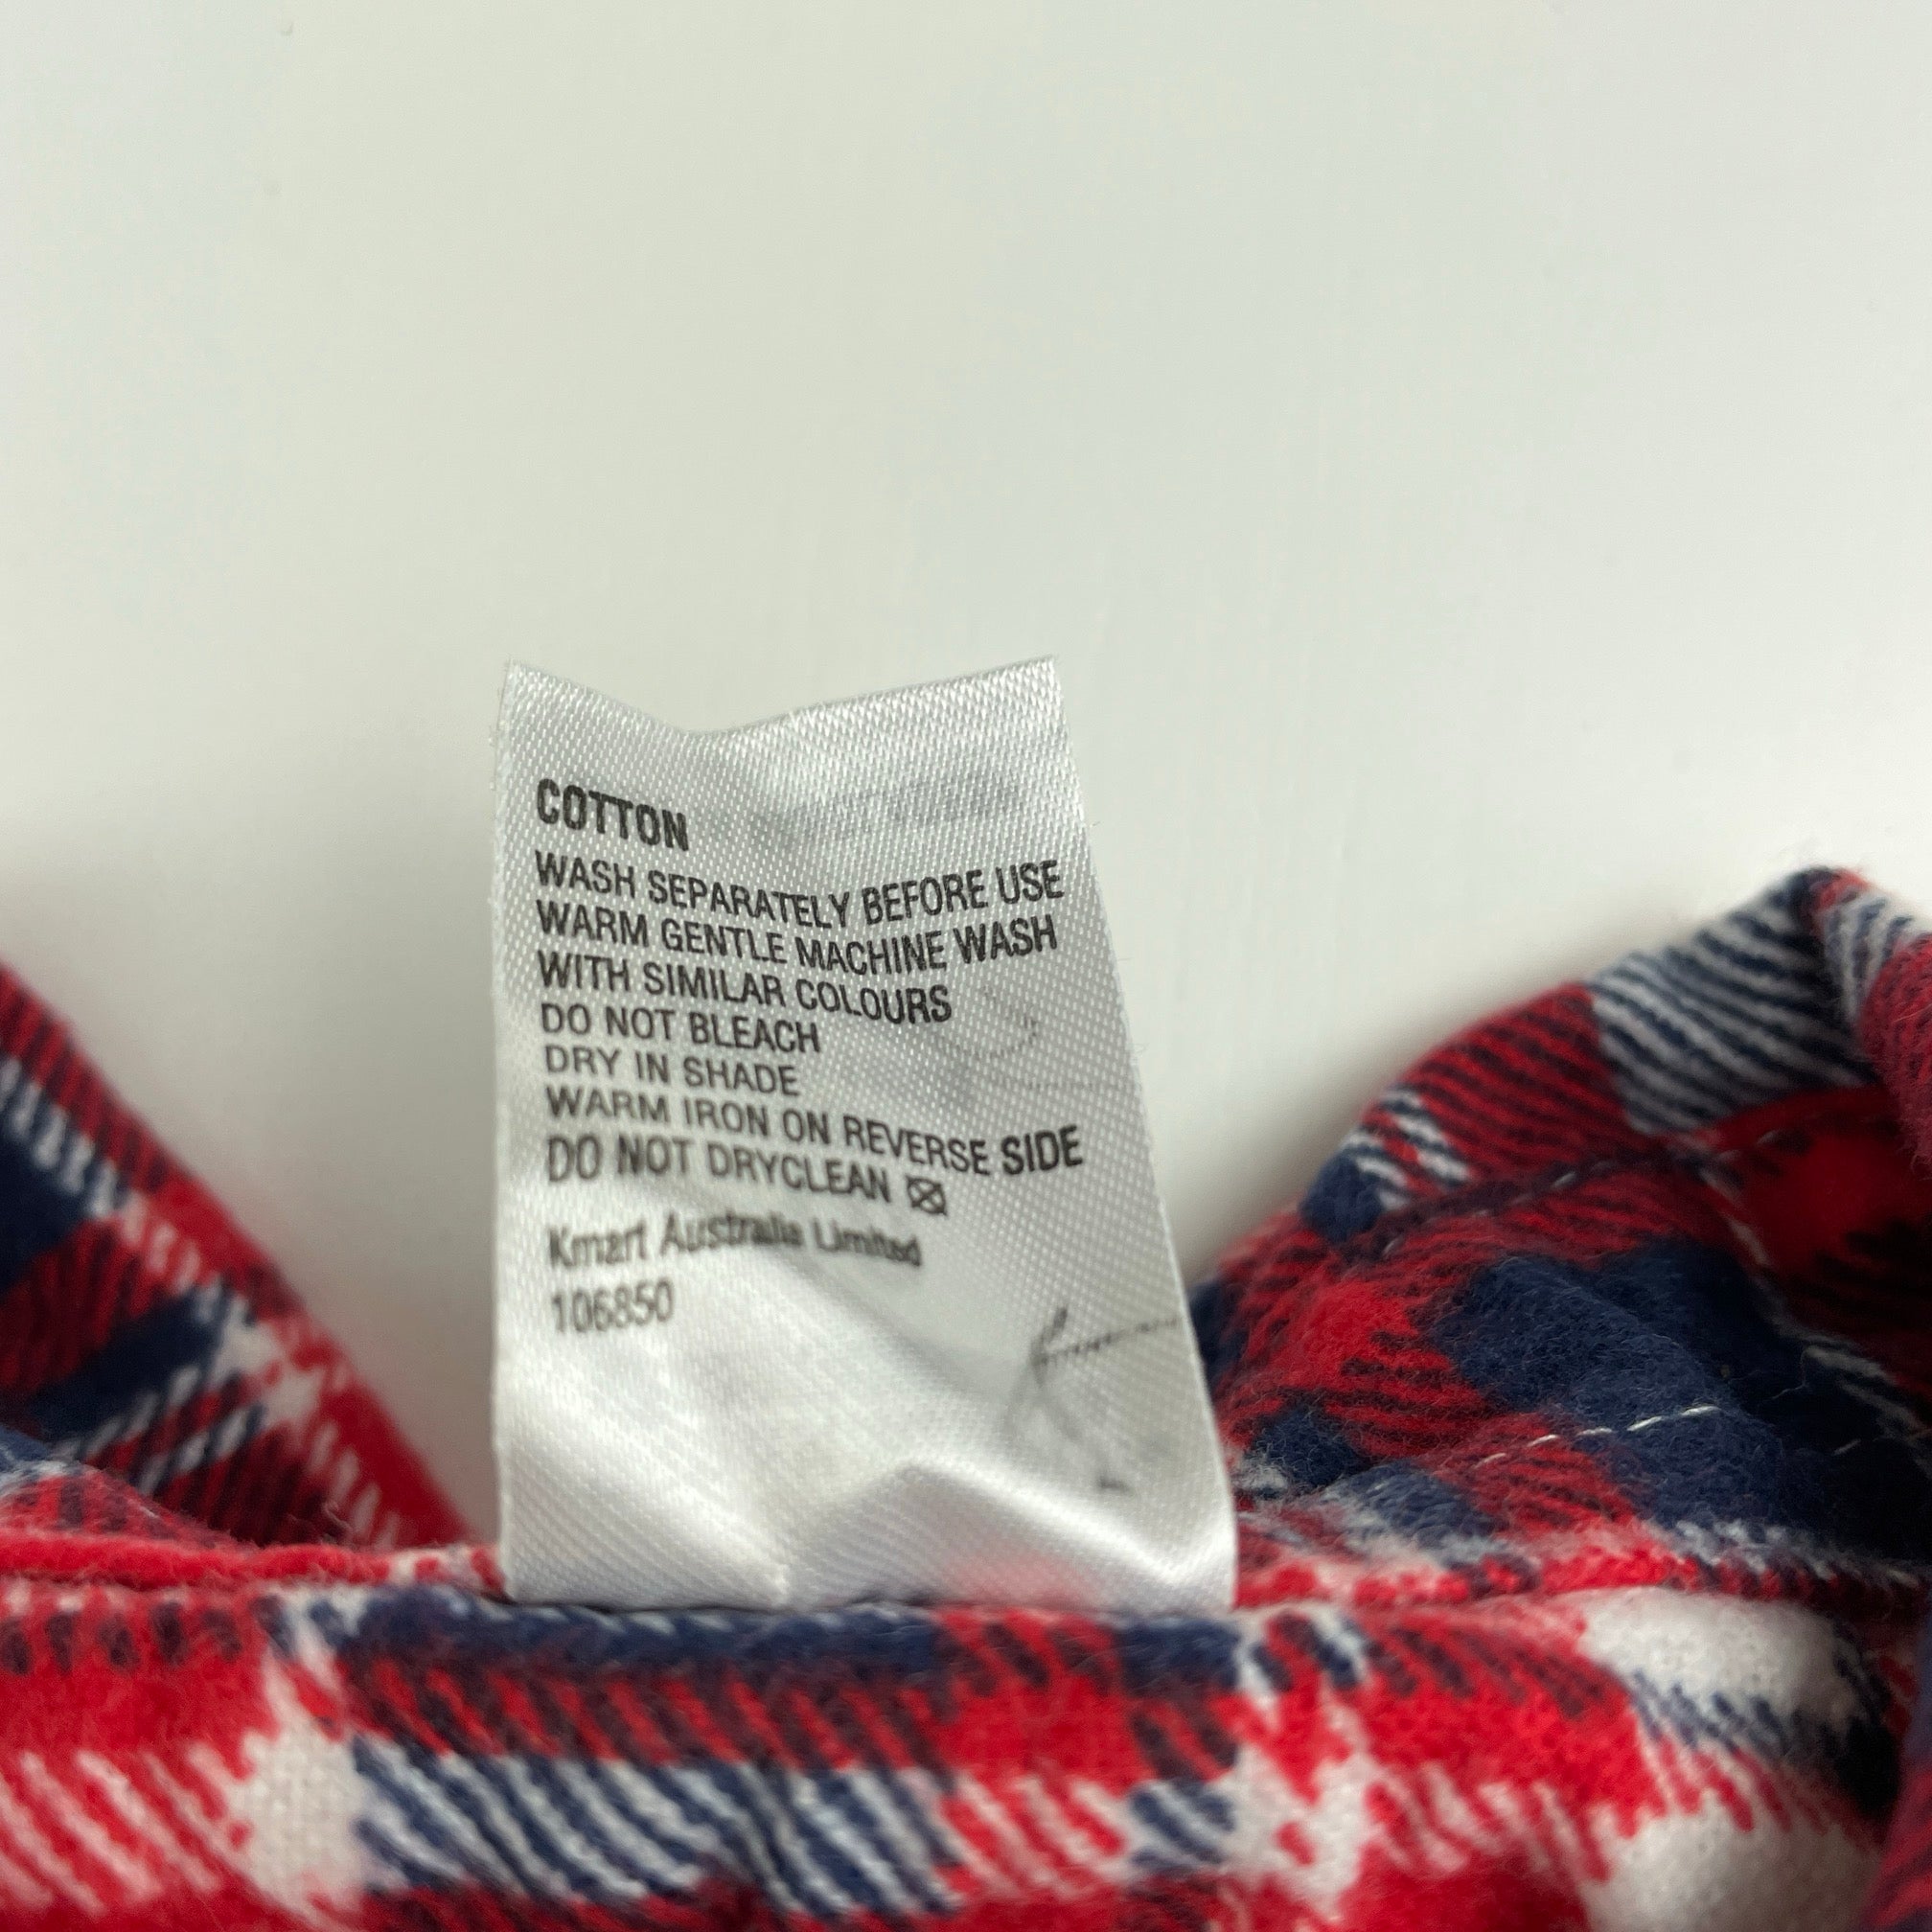 COTTON
WASH SEPARATELY BEFORE USE
WARM GENTLE MACHINE WASH
WITH SIMILAR COLOURS
DO NOT BLEACH
DRY IN SHADE
WARM IRON ON REVERSE SIDE
DO NOT DRYCLEAN
Kmart Australia Limited
106850